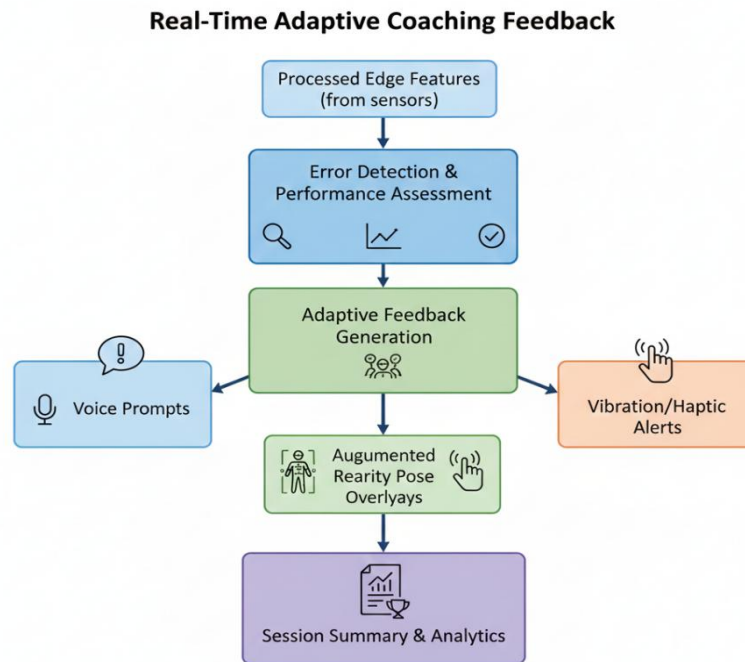 Real-Time Adaptive Coaching Feedback
Processed Edge Features
(from sensors)
Error Detection &
Performance Assessment
Adaptive Feedback
Generation
!
Voice Prompts
Vibration/Haptic
Alerts
Augumented
Rearity Pose
Overlyays
Session Summary & Analytics